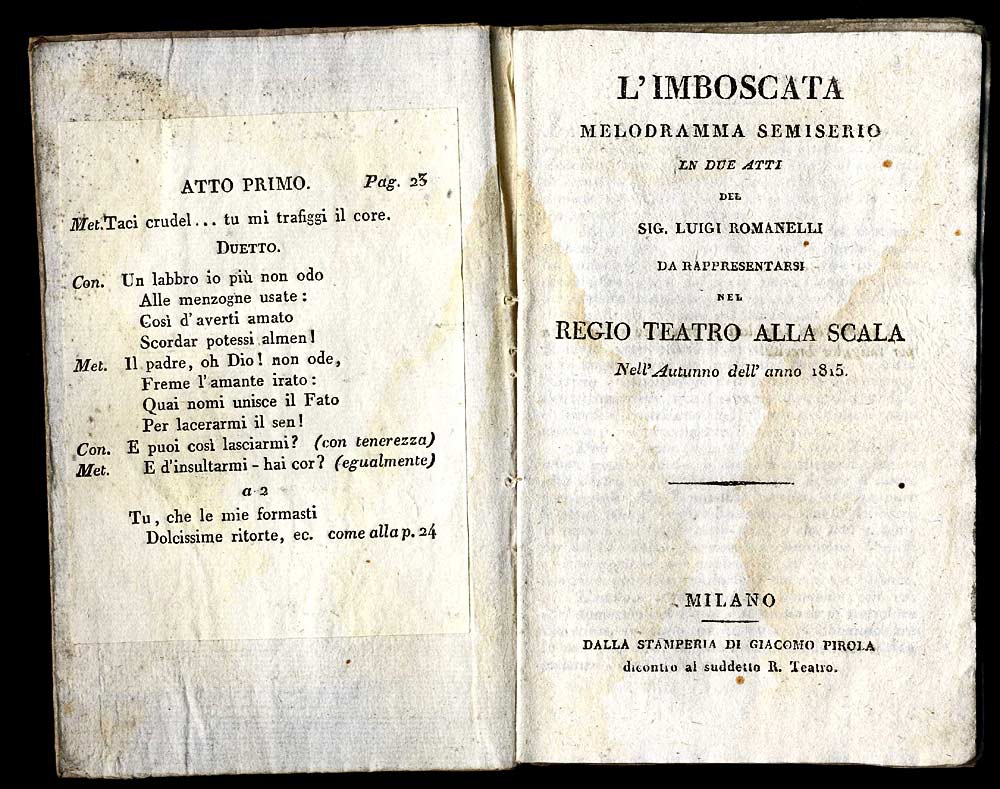 ATTO PRIMO. Pag. 23
Met. Taci crudel... tu mi trafiggi il core.
DUETTO.
Con. Un labbro io più non odo
Alle menzogne usate:
Così d'averti amato
Scordar potessi almen!
Met. Il padre, oh Dio! non ode,
Freme l'amante irato:
Quai nomi unisce il Fato
Per lacerarmi il sen!
Con. E puoi così lasciarmi? (con tenerezza)
Met. E d'insultarmi - hai cor? (egualmente)
a 2
Tu, che le mie formasti
Dolcissime ritorte, ec. come alla p. 24
L'IMBOSCATA
MELODRAMMA SEMISERIO
IN DUE ATTI
DEL
SIG. LUIGI ROMANELLI
DA RAPPRESENTARSI
NEL
REGIO TEATRO ALLA SCALA
Nell'Autunno dell'anno 1815.
MILANO
DALLA STAMPERIA DI GIACOMO PIROLA
dicontro al suddetto R. Teatro.